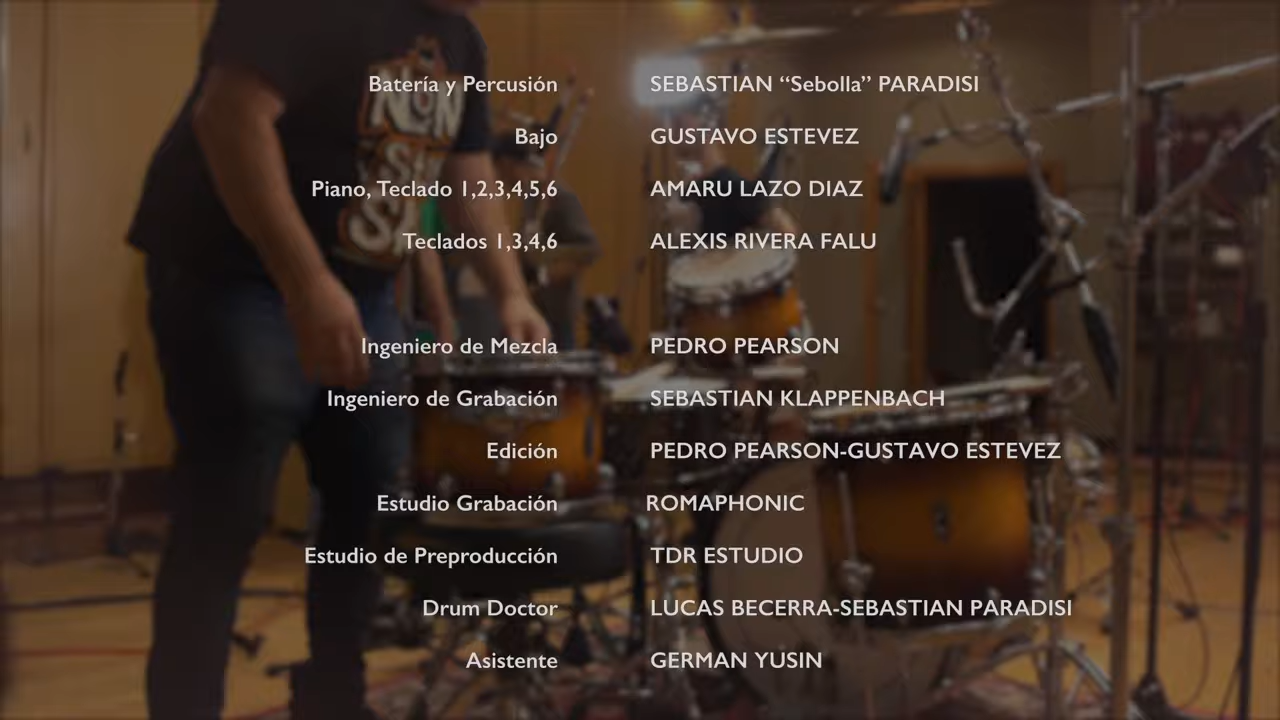 Batería y Percusión SEBASTIAN “Sebolla” PARADISI
Bajo GUSTAVO ESTEVEZ
Piano, Teclado 1,2,3,4,5,6 AMARU LAZO DIAZ
Teclados 1,3,4,6 ALEXIS RIVERA FALU
Ingeniero de Mezcla PEDRO PEARSON
Ingeniero de Grabación SEBASTIAN KLAPPENBACH
Edición PEDRO PEARSON-GUSTAVO ESTEVEZ
Estudio Grabación ROMAPHONIC
Estudio de Preproducción TDR ESTUDIO
Drum Doctor LUCAS BECERRA-SEBASTIAN PARADISI
Asistente GERMAN YUSIN